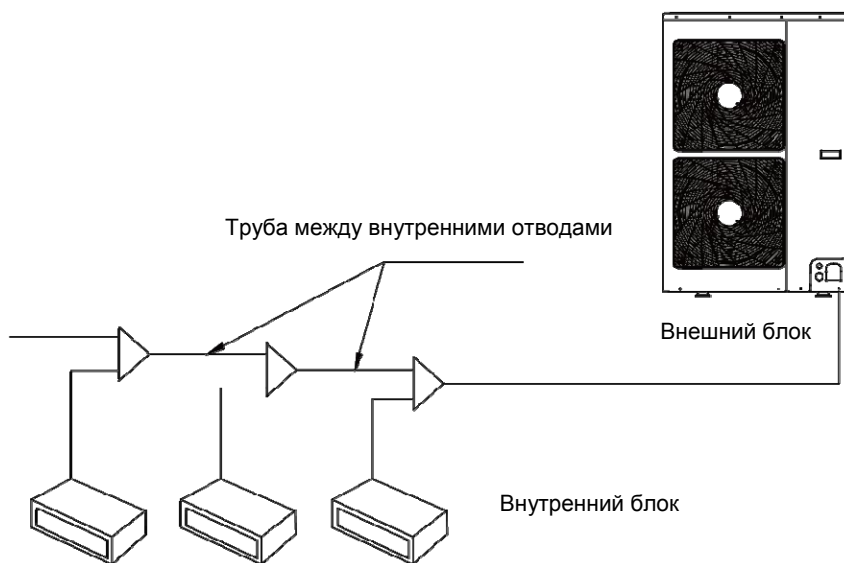 Труба между внутренними отводами
Внешний блок
Внутренний блок